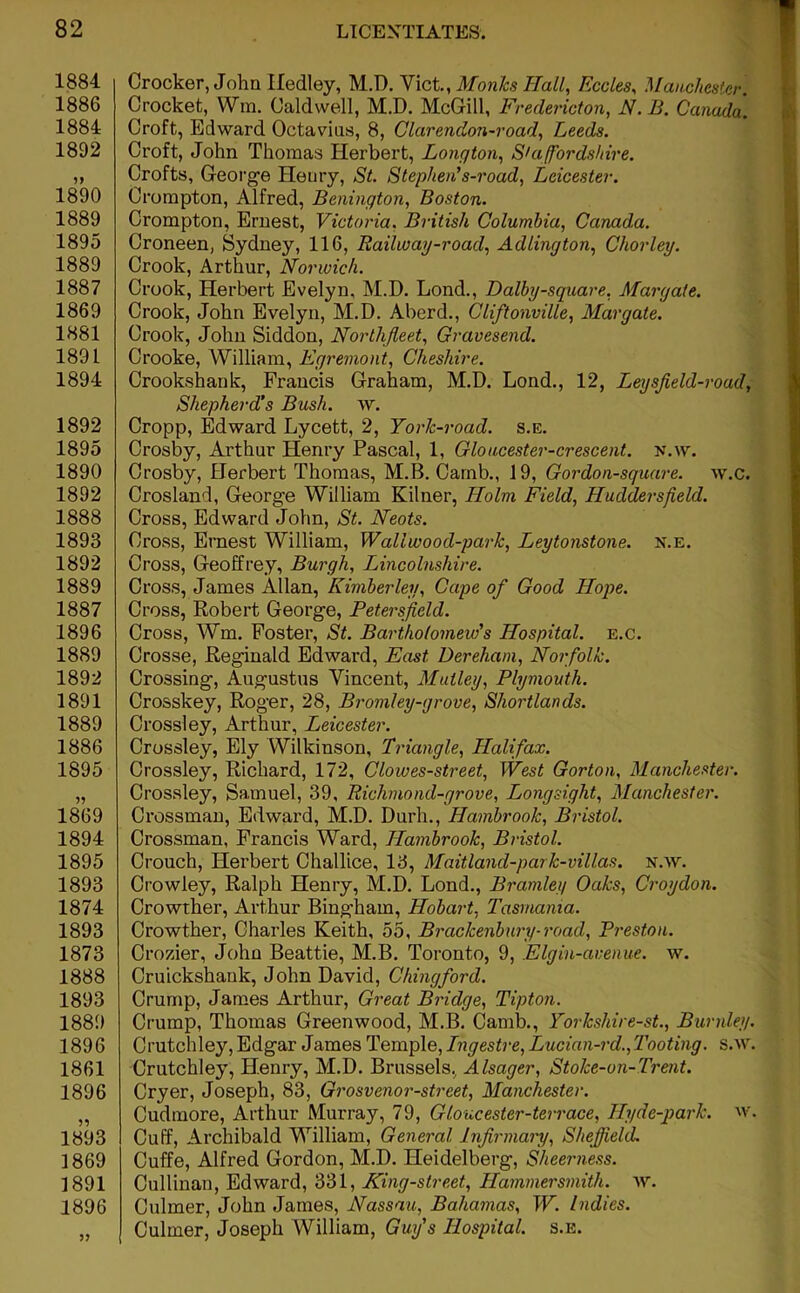 82 LICENTIATES.
1884 Crocker, John Hedley, M.D. Vict., Monks Hall, Eccles, Manchester.
1886 Crocket, Wm. Caldwell, M.D. McGill, Fredericton, N. B. Canada.
1884 Croft, Edward Octavius, 8, Clarendon-road, Leeds.
1892 Croft, John Thomas Herbert, Longton, Staffordshire.
„ Crofts, George Henry, St. Stephen's-road, Leicester.
1890 Crompton, Alfred, Benington, Boston.
1889 Crompton, Ernest, Victoria, British Columbia, Canada.
1895 Croneen, Sydney, 116, Railway-road, Adlington, Chorley.
1889 Crook, Arthur, Norwich.
1887 Crook, Herbert Evelyn, M.D. Lond., Dalby-square, Margate.
1869 Crook, John Evelyn, M.D. Aberd., Cliftonville, Margate.
1881 Crook, John Siddon, Northfleet, Gravesend.
1891 Crooke, William, Egremont, Cheshire.
1894 Crookshank, Francis Graham, M.D. Lond., 12, Leysfield-road,
Shepherd's Bush. w.
1892 Cropp, Edward Lycett, 2, York-road. s.e.
1895 Crosby, Arthur Henry Pascal, 1, Gloucester-crescent. n.w.
1890 Crosby, Herbert Thomas, M.B. Camb., 19, Gordon-square. w.c.
1892 Crosland, George William Kilner, Holm Field, Huddersfield.
1888 Cross, Edward John, St. Neots.
1893 Cross, Ernest William, Wallwood-park, Leytonstone. n.e.
1892 Cross, Geoffrey, Burgh, Lincolnshire.
1889 Cross, James Allan, Kimberley, Cape of Good Hope.
1887 Cross, Robert George, Petersfield.
1896 Cross, Wm. Foster, St. Bartholomew's Hospital. e.c.
1889 Crosse, Reginald Edward, East Dereham, Norfolk.
1892 Crossing, Augustus Vincent, Mutley, Plymouth.
1891 Crosskey, Roger, 28, Bromley-grove, Shortlands.
1889 Crossley, Arthur, Leicester.
1886 Crossley, Ely Wilkinson, Triangle, Halifax.
1895 Crossley, Richard, 172, Clowes-street, West Gorton, Manchester.
„ Crossley, Samuel, 39, Richmond-grove, Longsight, Manchester.
1869 Crossman, Edward, M.D. Durh., Hambrook, Bristol.
1894 Crossman, Francis Ward, Hambrook, Bristol.
1895 Crouch, Herbert Challice, 13, Maitland-park-villas. n.w.
1893 Crowley, Ralph Henry, M.D. Lond., Bramley Oaks, Croydon.
1874 Crowther, Arthur Bingham, Hobart, Tasmania.
1893 Crowther, Charles Keith, 55, Brackenbury-road, Preston.
1873 Crozier, John Beattie, M.B. Toronto, 9, Elgin-avenue. w.
1888 Cruickshank, John David, Chingford.
1893 Crump, James Arthur, Great Bridge, Tipton.
1889 Crump, Thomas Greenwood, M.B. Camb., Yorkshire-st., Burnley.
1896 Crutchley, Edgar James Temple, Ingestre, Lucian-rd., Tooting. s.w.
1861 Crutchley, Henry, M.D. Brussels, Alsager, Stoke-on-Trent.
1896 Cryer, Joseph, 83, Grosvenor-street, Manchester.
„ Cudmore, Arthur Murray, 79, Gloucester-terrace, Hyde-park. w.
1893 Cuff, Archibald William, General Infirmary, Sheffield.
1869 Cuffe, Alfred Gordon, M.D. Heidelberg, Sheerness.
1891 Cullinan, Edward, 331, King-street, Hammersmith. w.
1896 Culmer, John James, Nassau, Bahamas, W. Indies.
„ Culmer, Joseph William, Guy's Hospital. s.e.